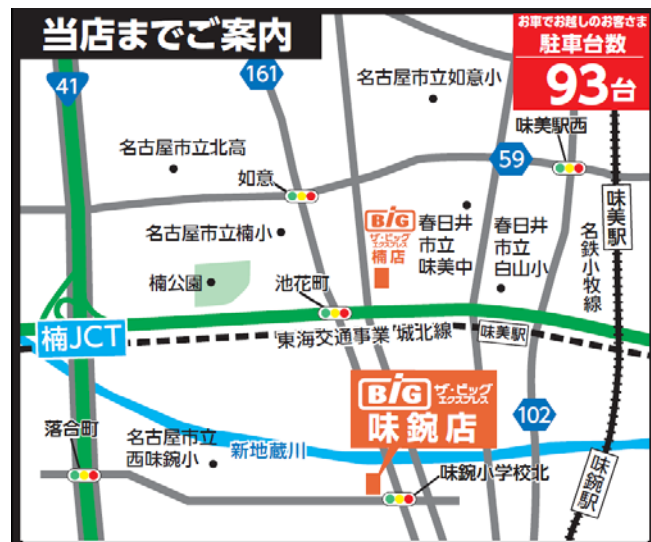 当店までご案内
お車でお越しのお客さま
駐車台数
93台
41
161
名古屋市立如意小
味美駅西
59
名古屋市立北高
如意
味美駅
名鉄小牧線
BIG
ザ・ビッグ
エクスプレス
楠店
春日井
市立
味美中
春日井
市立
白山小
名古屋市立楠小
楠公園
池花町
楠JCT
東海交通事業 城北線
味美駅
BIG
ザ・ビッグ
エクスプレス
味鋺店
102
落合町
名古屋市立
西味鋺小
新地蔵川
味鋺小学校北
味鋺駅